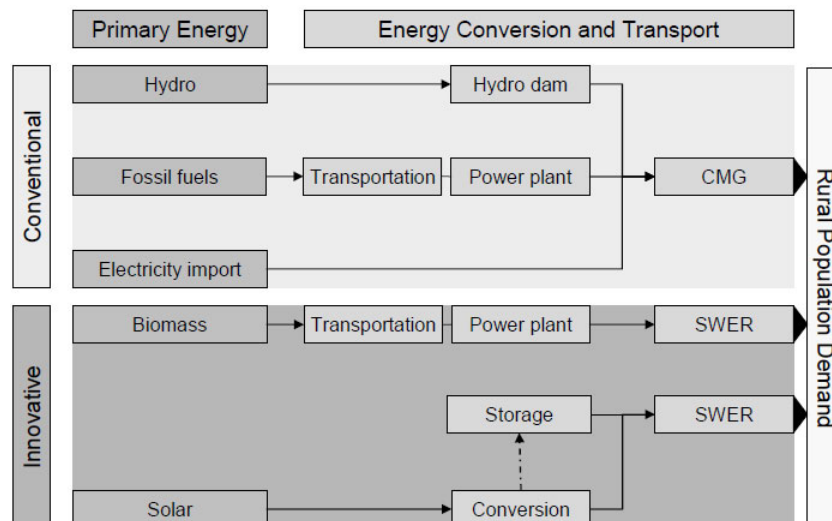 Primary Energy
Energy Conversion and Transport
Conventional
Hydro
Hydro dam
Fossil fuels
Transportation
Power plant
CMG
Electricity import
Innovative
Biomass
Transportation
Power plant
SWER
Storage
SWER
Solar
Conversion
Rural Population Demand